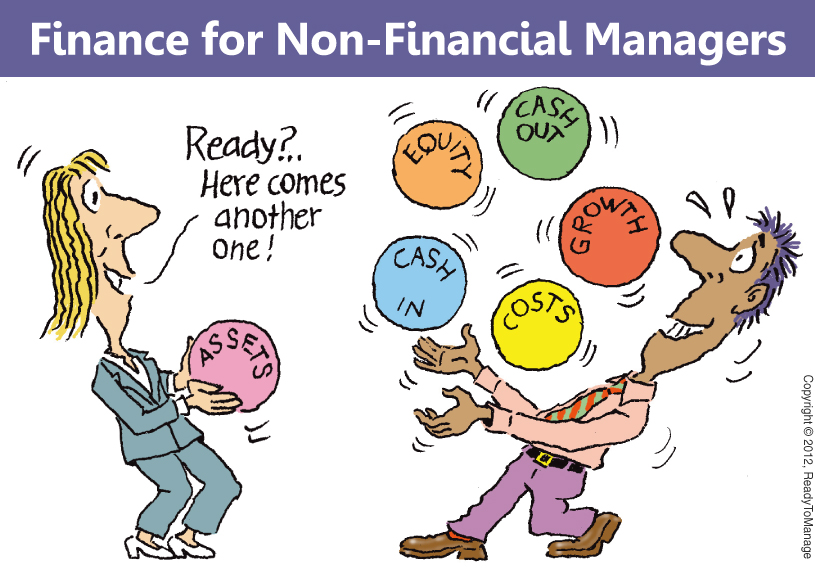 Finance for Non-Financial Managers
Ready?..
Here comes
another
one!
ASSETS
EQUITY
CASH
OUT
GROWTH
CASH
IN
COSTS
Copyright © 2012, ReadyToManage